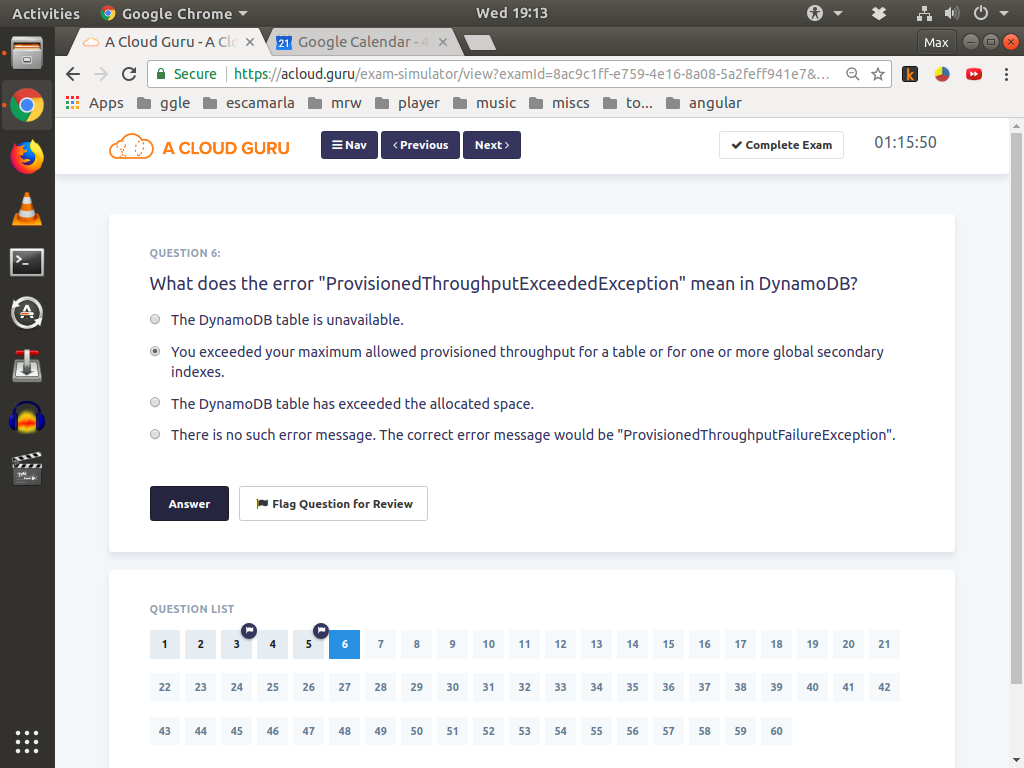 Activities Google Chrome Wed 19:13
A Cloud Guru - A Clo 21 Google Calendar - 4 Max
Secure https://acloud.guru/exam-simulator/view?examId=8ac9c1ff-e759-4e16-8a08-5a2feff941e7&... k
Apps ggle escamarla mrw player music miscs to... angular
A CLOUD GURU Nav ‹ Previous Next › Complete Exam 01:15:50
QUESTION 6:
What does the error "ProvisionedThroughputExceededException" mean in DynamoDB?
The DynamoDB table is unavailable.
You exceeded your maximum allowed provisioned throughput for a table or for one or more global secondary
indexes.
The DynamoDB table has exceeded the allocated space.
There is no such error message. The correct error message would be "ProvisionedThroughputFailureException".
Answer Flag Question for Review
QUESTION LIST
1 2 3 4 5 6 7 8 9 10 11 12 13 14 15 16 17 18 19 20 21
22 23 24 25 26 27 28 29 30 31 32 33 34 35 36 37 38 39 40 41 42
43 44 45 46 47 48 49 50 51 52 53 54 55 56 57 58 59 60